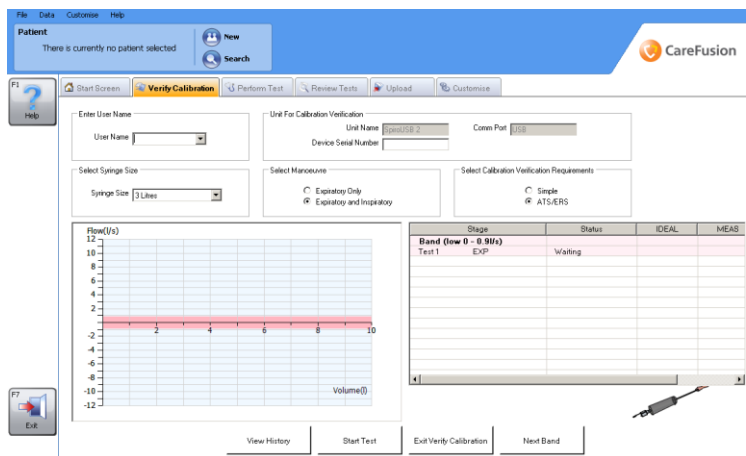 File Data Customise Help
Patient
There is currently no patient selected
New
Search
CareFusion
F1
Help
Start Screen Verify Calibration Perform Test Review Tests Upload Customise
Enter User Name
User Name
Unit For Calibration Verification
Unit Name SpiroUSB 2 Comm Port USB
Device Serial Number
Select Syringe Size
Syringe Size 3 Litres
Select Manoeuvre
Expiratory Only
Expiratory and Inspiratory
Select Calibration Verification Requirements
Simple
ATS/ERS
Flow(l/s)
12
10
8
6
4
2
2 4 6 8 10
-2
-4
-6
-8
-10
-12
Volume(l)
Stage Status IDEAL MEAS
Band (low 0 - 0.9l/s)
Test 1 EXP Waiting
F7
Exit
View History Start Test Exit Verify Calibration Next Band